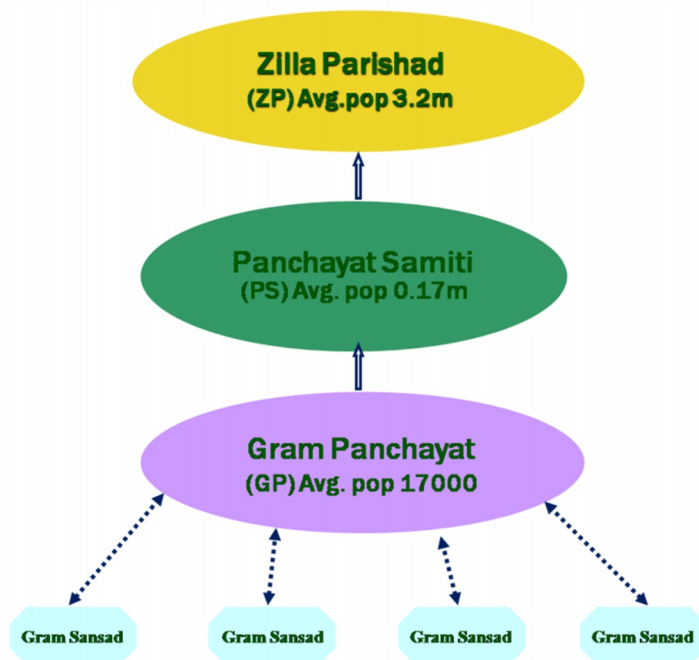 Zilla Parishad
(ZP) Avg.pop 3.2m
Panchayat Samiti
(PS) Avg. pop 0.17m
Gram Panchayat
(GP) Avg. pop 17000
Gram Sansad
Gram Sansad
Gram Sansad
Gram Sansad